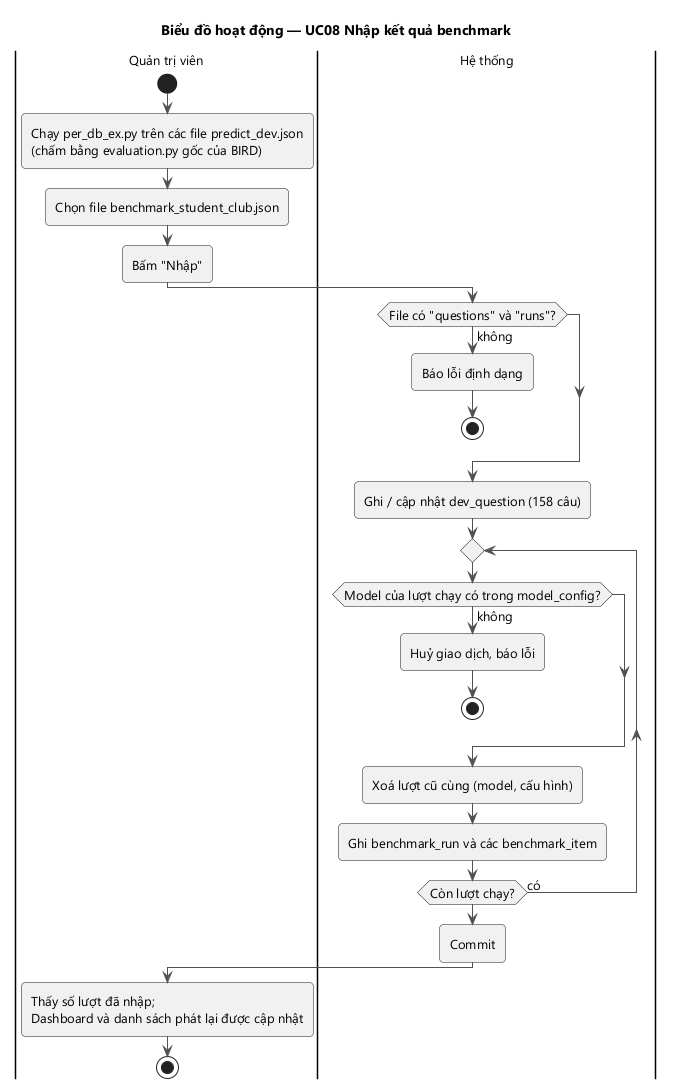 Biểu đồ hoạt động — UC08 Nhập kết quả benchmark
Quản trị viên
Hệ thống
Chạy per_db_ex.py trên các file predict_dev.json
(chấm bằng evaluation.py gốc của BIRD)
Chọn file benchmark_student_club.json
Bấm "Nhập"
File có "questions" và "runs"?
không
Báo lỗi định dạng
Ghi / cập nhật dev_question (158 câu)
Model của lượt chạy có trong model_config?
không
Huỷ giao dịch, báo lỗi
Xoá lượt cũ cùng (model, cấu hình)
Ghi benchmark_run và các benchmark_item
Còn lượt chạy?
có
Commit
Thấy số lượt đã nhập;
Dashboard và danh sách phát lại được cập nhật